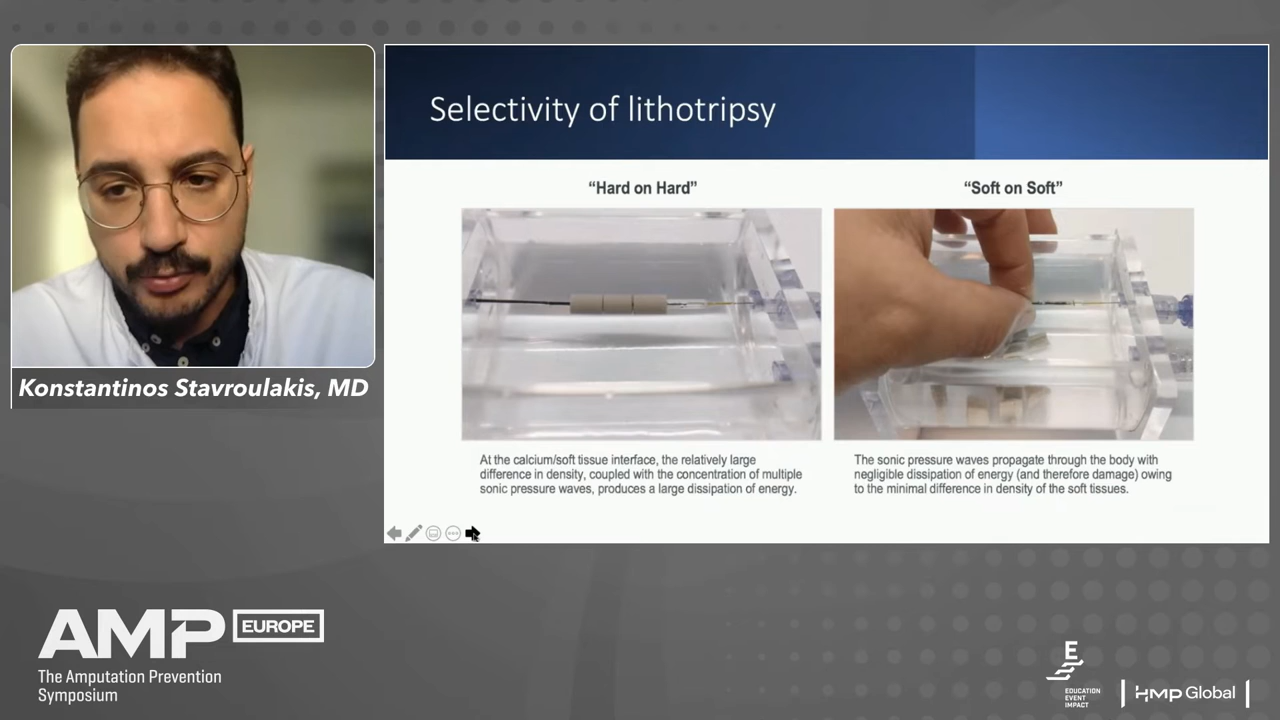 Selectivity of lithotripsy
“Hard on Hard”
“Soft on Soft”
At the calcium/soft tissue interface, the relatively large
difference in density, coupled with the concentration of multiple
sonic pressure waves, produces a large dissipation of energy.
The sonic pressure waves propagate through the body with
negligible dissipation of energy (and therefore damage) owing
to the minimal difference in density of the soft tissues.
Konstantinos Stavroulakis, MD
AMP EUROPE
The Amputation Prevention
Symposium
E
EDUCATION
EVENT
IMPACT
HMP Global